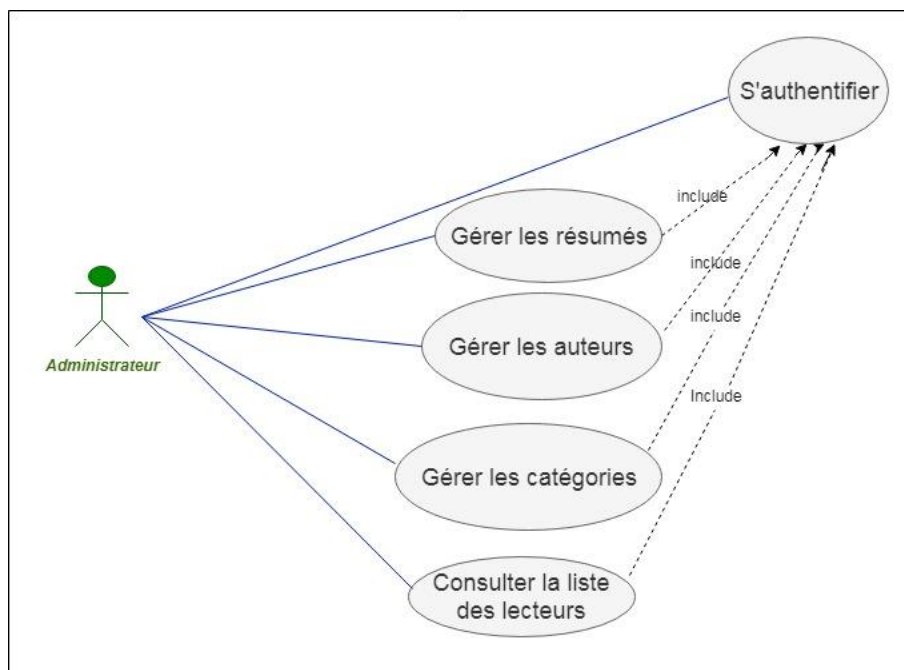 S'authentifier
include
Gérer les résumés
include
Gérer les auteurs
include
Administrateur
Include
Gérer les catégories
Consulter la liste
des lecteurs